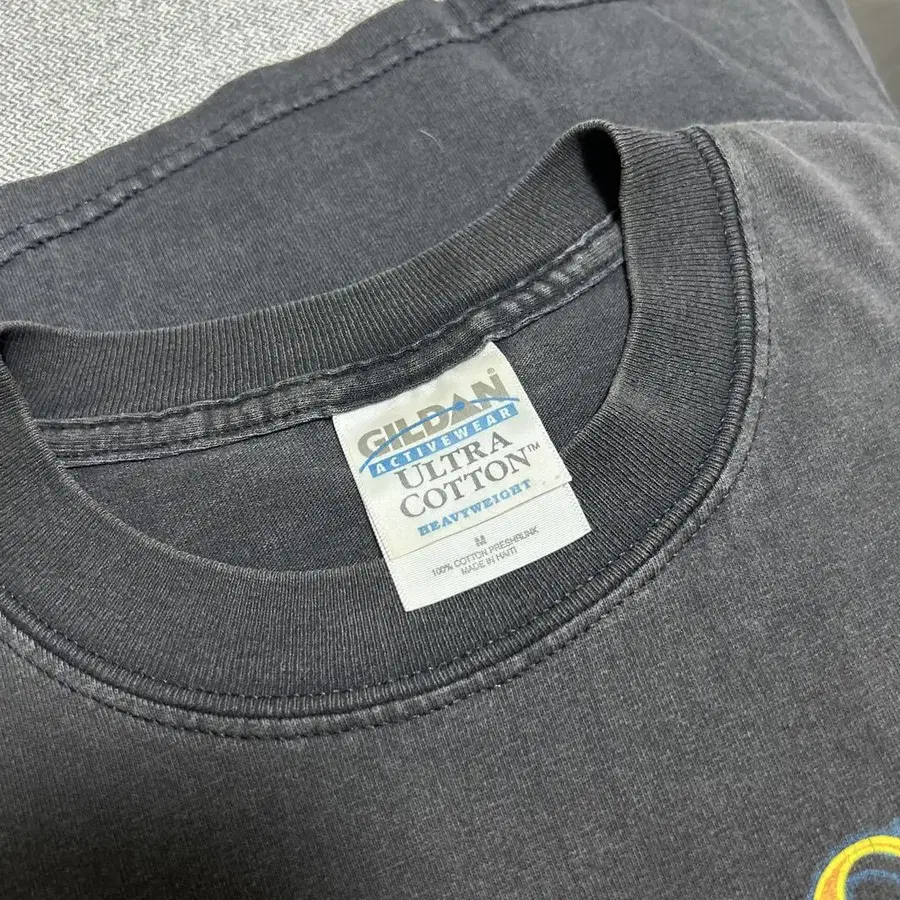 GILDAN®
ACTIVEWEAR
ULTRA
COTTON™
HEAVYWEIGHT
M
100% COTTON PRESHRUNK
MADE IN HAITI